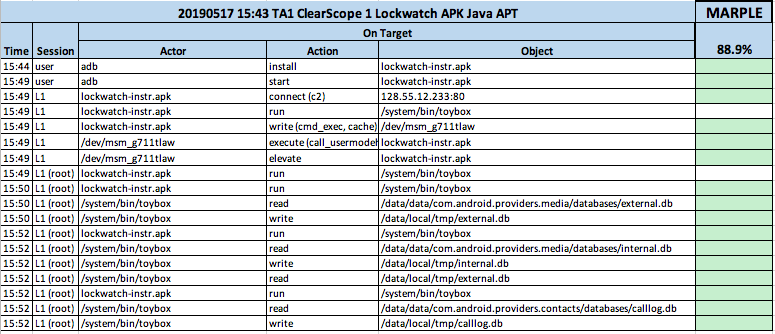 20190517 15:43 TA1 ClearScope 1 Lockwatch APK Java APT MARPLE
On Target
Time Session Actor Action Object 88.9%
15:44 user adb install lockwatch-instr.apk
15:49 user adb start lockwatch-instr.apk
15:49 L1 lockwatch-instr.apk connect (c2) 128.55.12.233:80
15:49 L1 lockwatch-instr.apk run /system/bin/toybox
15:49 L1 lockwatch-instr.apk write (cmd_exec, cache) /dev/msm_g711tlaw
15:49 L1 /dev/msm_g711tlaw execute (call_usermodel lockwatch-instr.apk
15:49 L1 /dev/msm_g711tlaw elevate lockwatch-instr.apk
15:49 L1 (root) lockwatch-instr.apk run /system/bin/toybox
15:50 L1 (root) lockwatch-instr.apk run /system/bin/toybox
15:50 L1 (root) /system/bin/toybox read /data/data/com.android.providers.media/databases/external.db
15:50 L1 (root) /system/bin/toybox write /data/local/tmp/external.db
15:52 L1 (root) lockwatch-instr.apk run /system/bin/toybox
15:52 L1 (root) /system/bin/toybox read /data/data/com.android.providers.media/databases/internal.db
15:52 L1 (root) /system/bin/toybox write /data/local/tmp/internal.db
15:52 L1 (root) /system/bin/toybox read /data/local/tmp/external.db
15:52 L1 (root) lockwatch-instr.apk run /system/bin/toybox
15:52 L1 (root) /system/bin/toybox read /data/data/com.android.providers.contacts/databases/calllog.db
15:52 L1 (root) /system/bin/toybox write /data/local/tmp/calllog.db